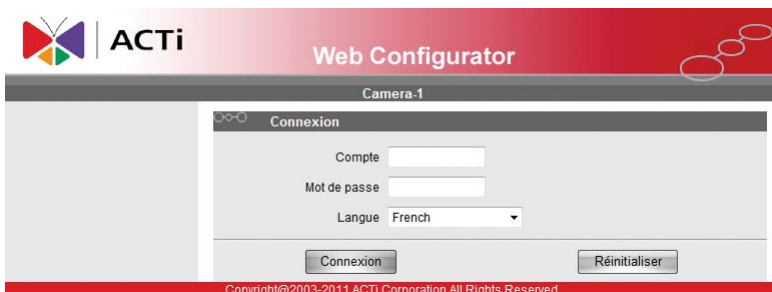 ACTi
Web Configurator
Camera-1
Connexion
Compte
Mot de passe
Langue French
Connexion Réinitialiser
Copyright@2003-2011 ACTi Corporation All Rights Reserved